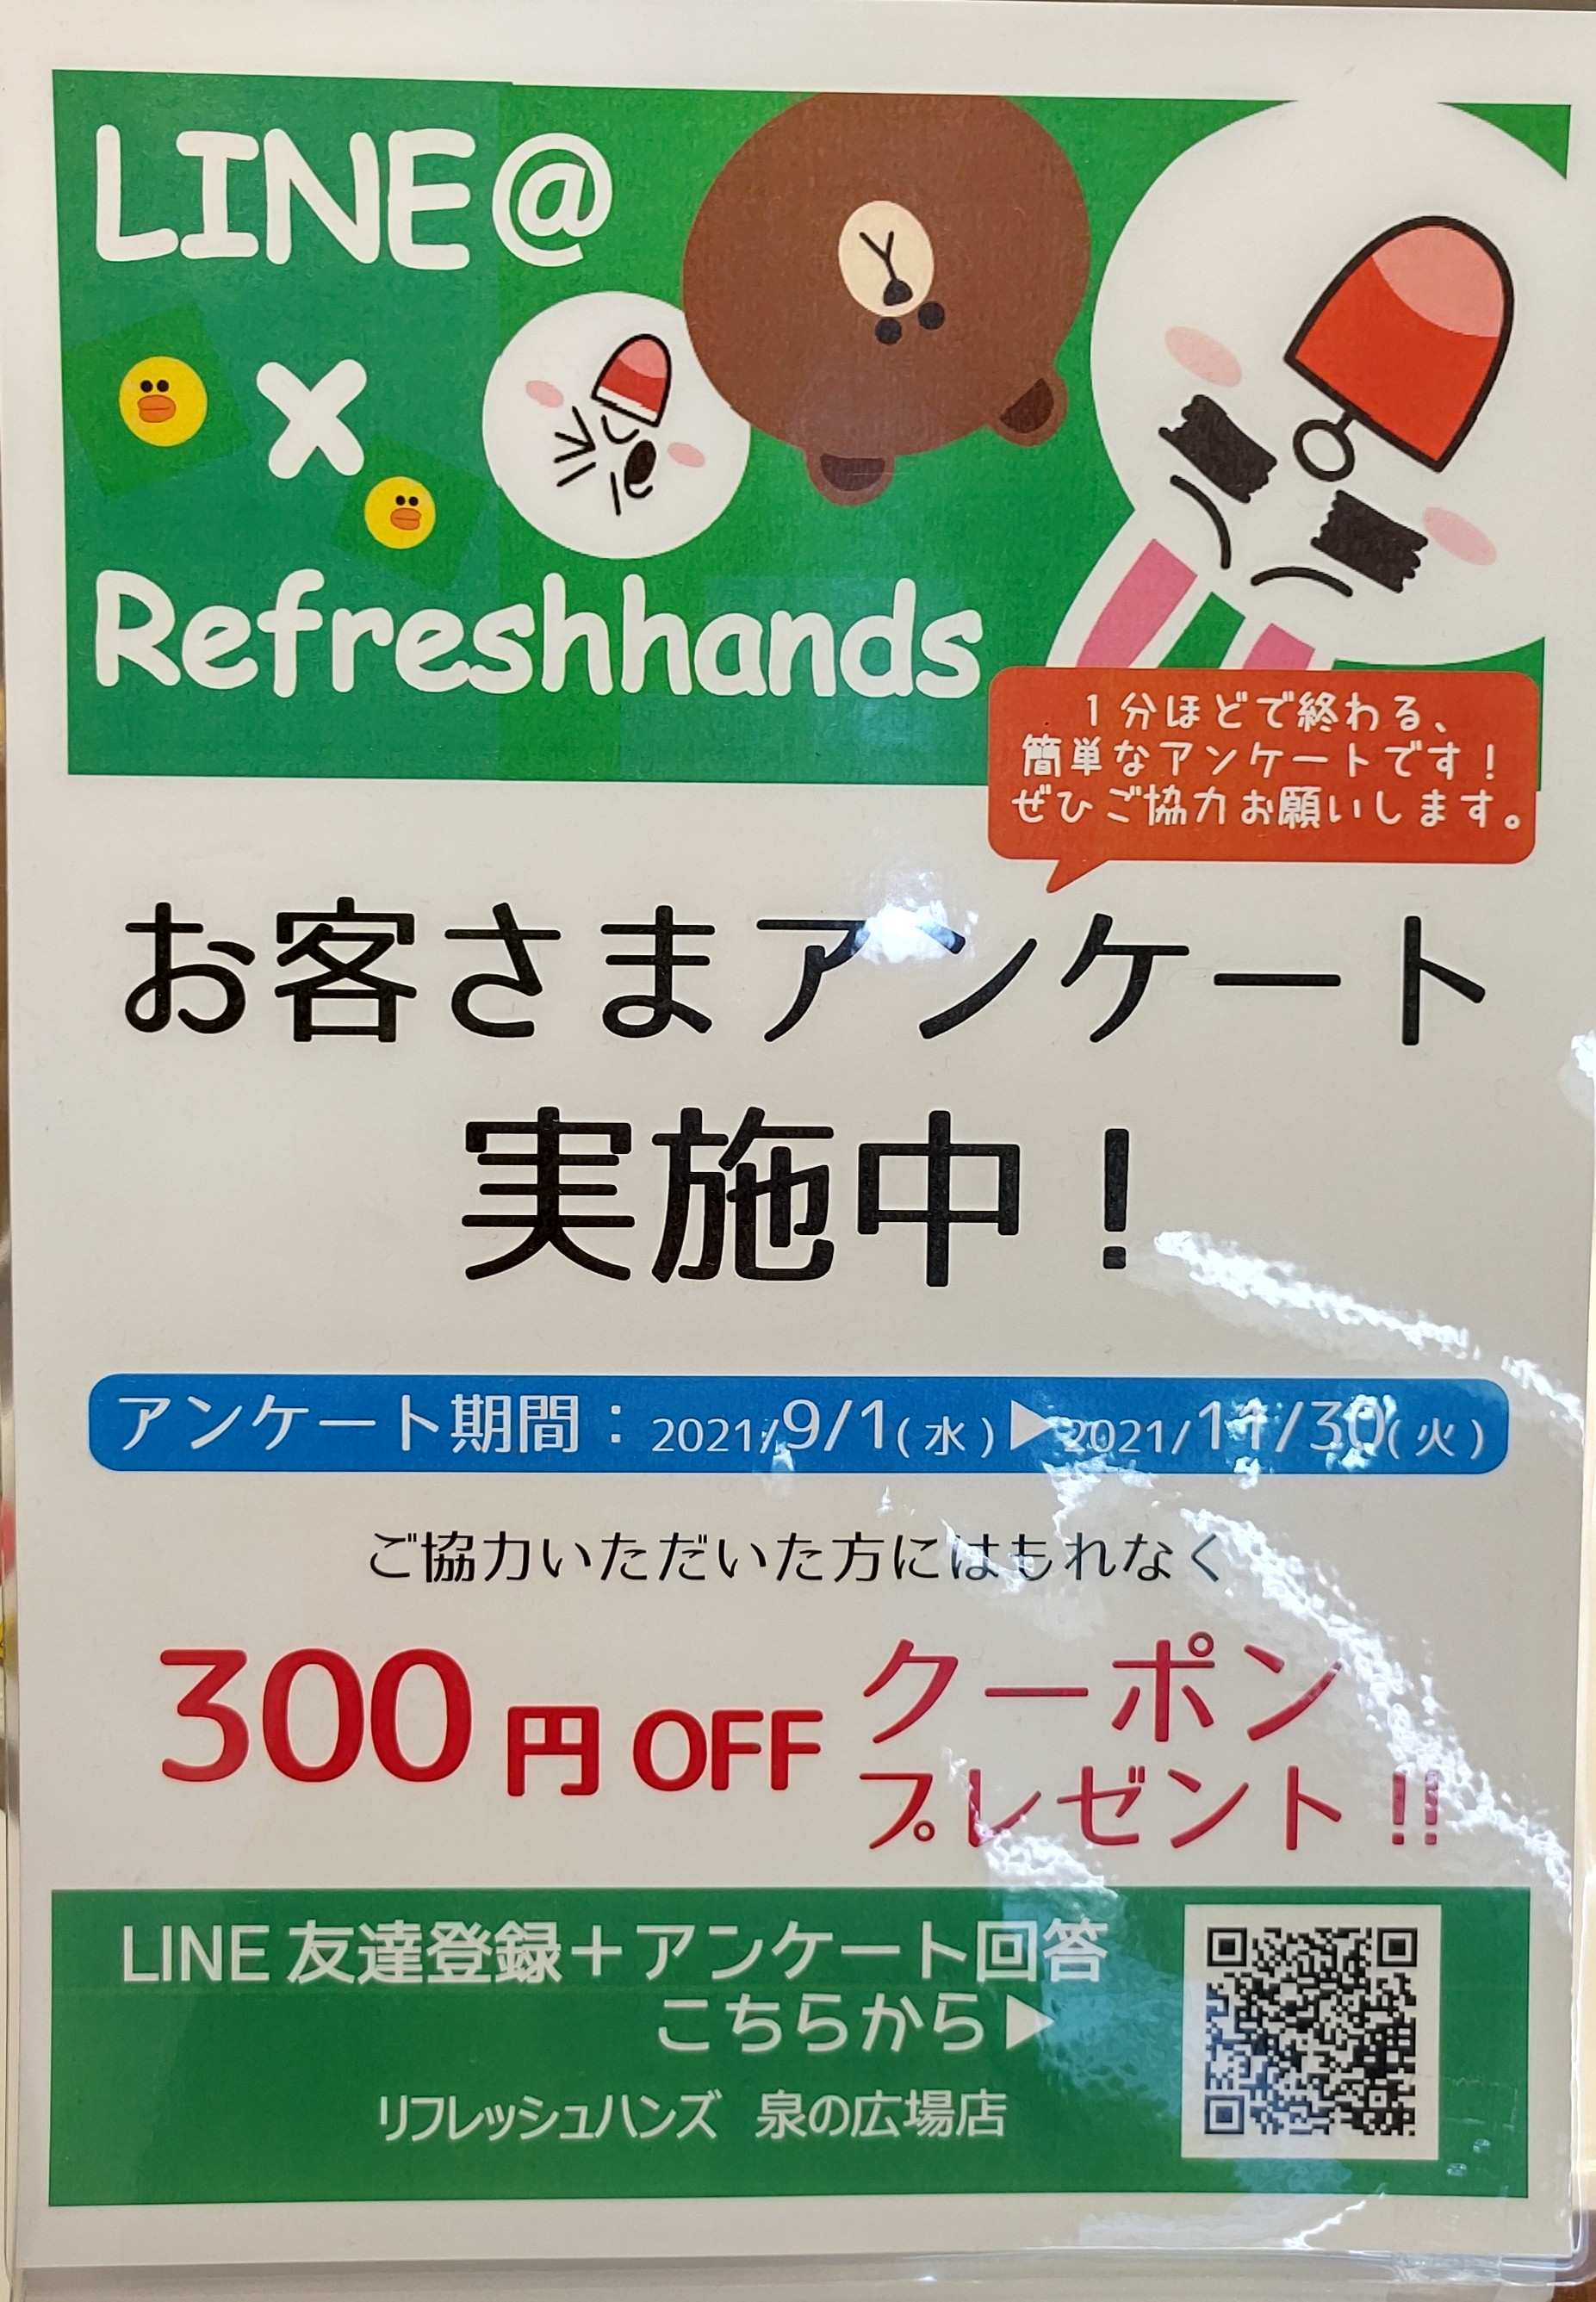 LINE@
×
Refreshhands
1分ほどで終わる、
簡単なアンケートです！
ぜひご協力お願いします。
お客さまアンケート
実施中！
アンケート期間：2021/9/1(水)▶2021/11/30(火)
ご協力いただいた方にはもれなく
300円OFF
クーポン
プレゼント!!
LINE友達登録＋アンケート回答
こちらから▶
リフレッシュハンズ 泉の広場店